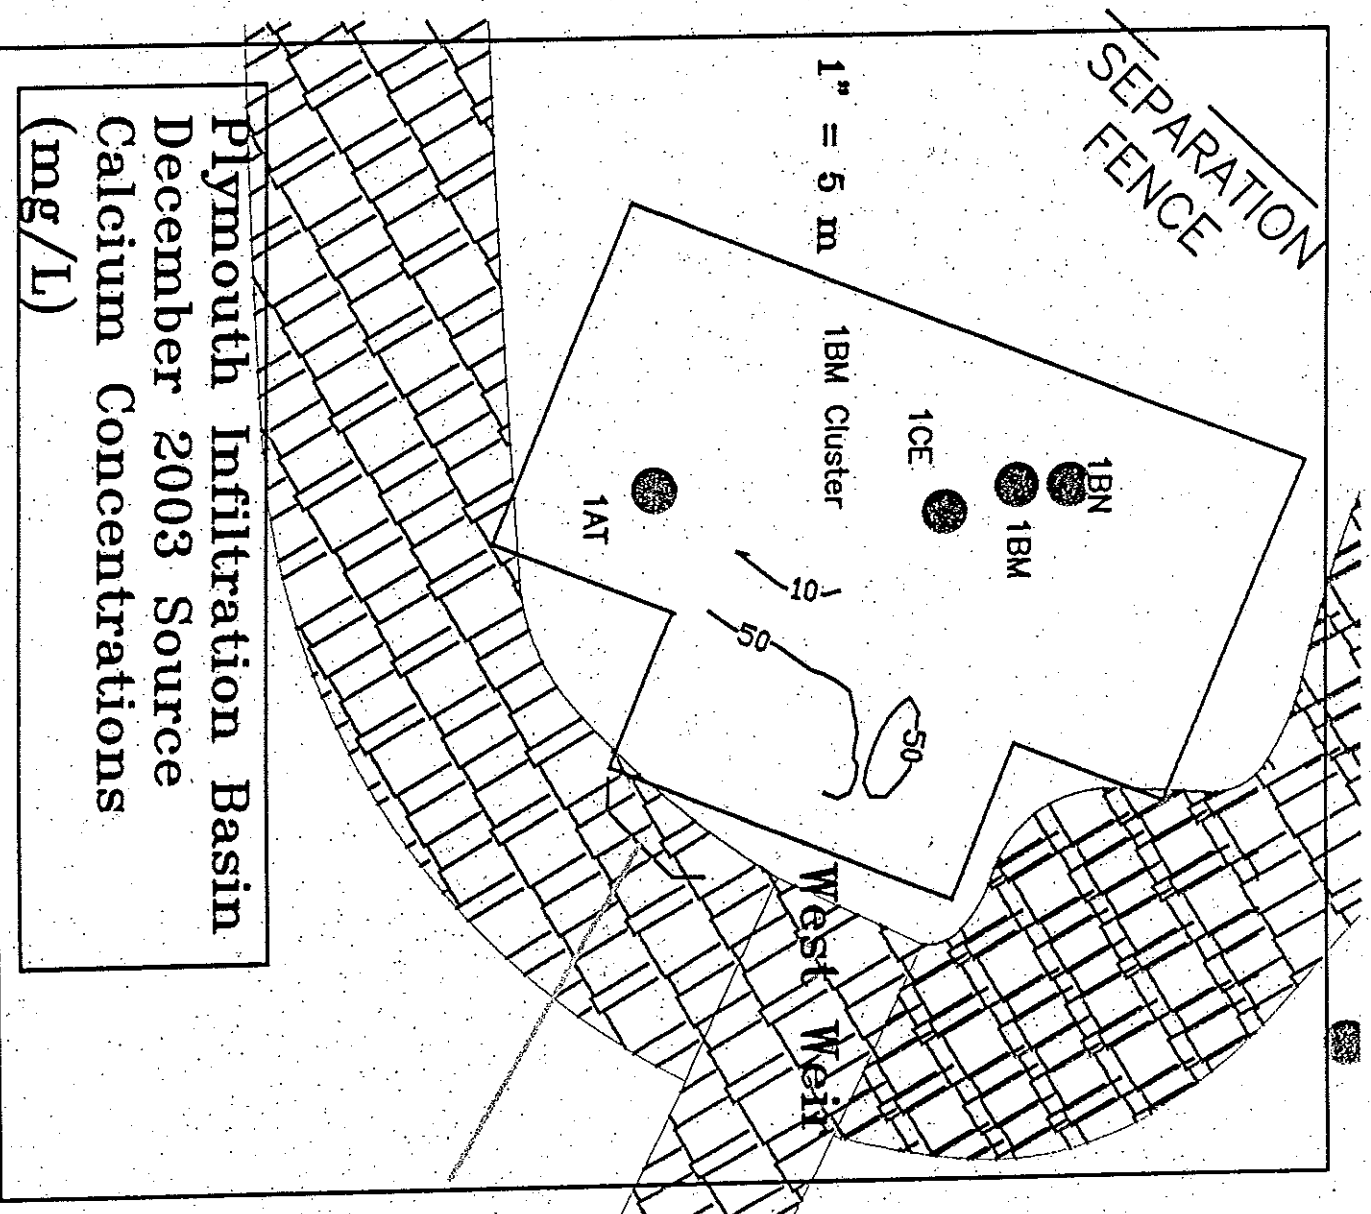 SEPARATION
FENCE
1" = 5 m
1BN
1BM
1CE
1BM Cluster
1AT
10
50
50
West Weir
Plymouth Infiltration Basin
December 2003 Source
Calcium Concentrations
(mg/L)